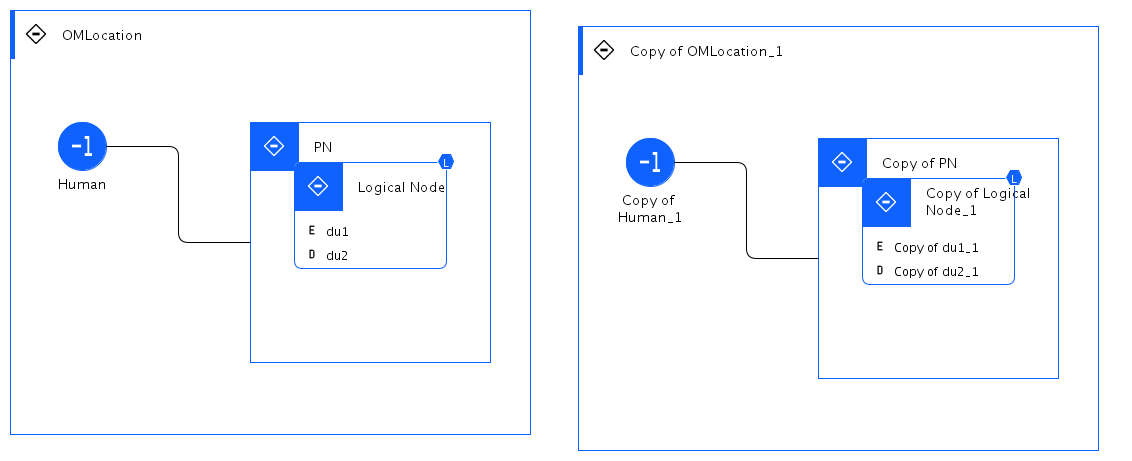 OMLocation
-1
Human
PN
L
Logical Node
E du1
D du2
Copy of OMLocation_1
-1
Copy of
Human_1
Copy of PN
L
Copy of Logical
Node_1
E Copy of du1_1
D Copy of du2_1